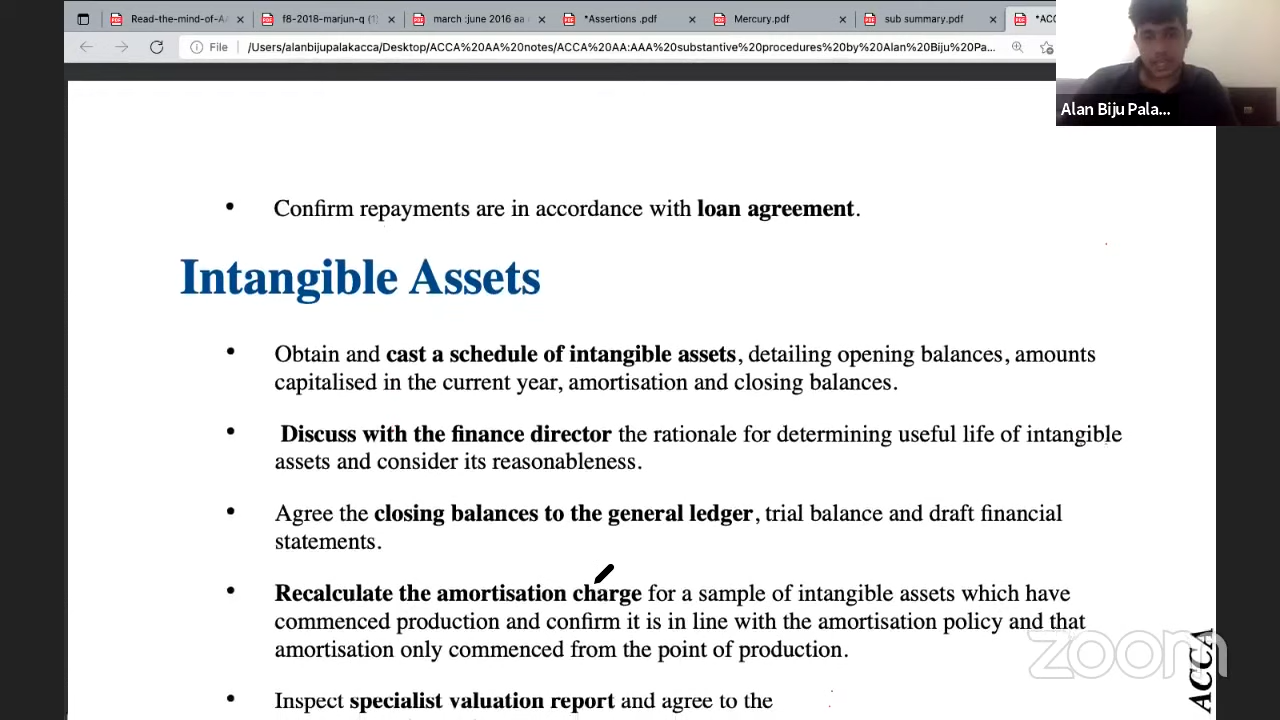 Read-the-mind-of-A
f8-2018-marjun-q (1)
march :june 2016 aa
*Assertions .pdf
Mercury.pdf
sub summary.pdf
*ACC
File
/Users/alanbijupalakacca/Desktop/ACCA%20AA%20notes/ACCA%20AA:AAA%20substantive%20procedures%20by%20Alan%20Biju%20Pa...
Alan Biju Pala...
• Confirm repayments are in accordance with loan agreement.
Intangible Assets
• Obtain and cast a schedule of intangible assets, detailing opening balances, amounts
capitalised in the current year, amortisation and closing balances.
• Discuss with the finance director the rationale for determining useful life of intangible
assets and consider its reasonableness.
• Agree the closing balances to the general ledger, trial balance and draft financial
statements.
• Recalculate the amortisation charge for a sample of intangible assets which have
commenced production and confirm it is in line with the amortisation policy and that
amortisation only commenced from the point of production.
• Inspect specialist valuation report and agree to the
zoom
ACCA